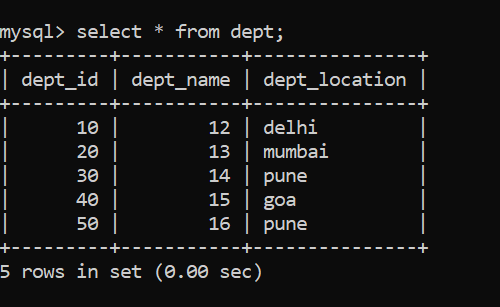 mysql> select * from dept;
+---------+-----------+---------------+
| dept_id | dept_name | dept_location |
+---------+-----------+---------------+
|      10 |        12 | delhi         |
|      20 |        13 | mumbai        |
|      30 |        14 | pune          |
|      40 |        15 | goa           |
|      50 |        16 | pune          |
+---------+-----------+---------------+
5 rows in set (0.00 sec)